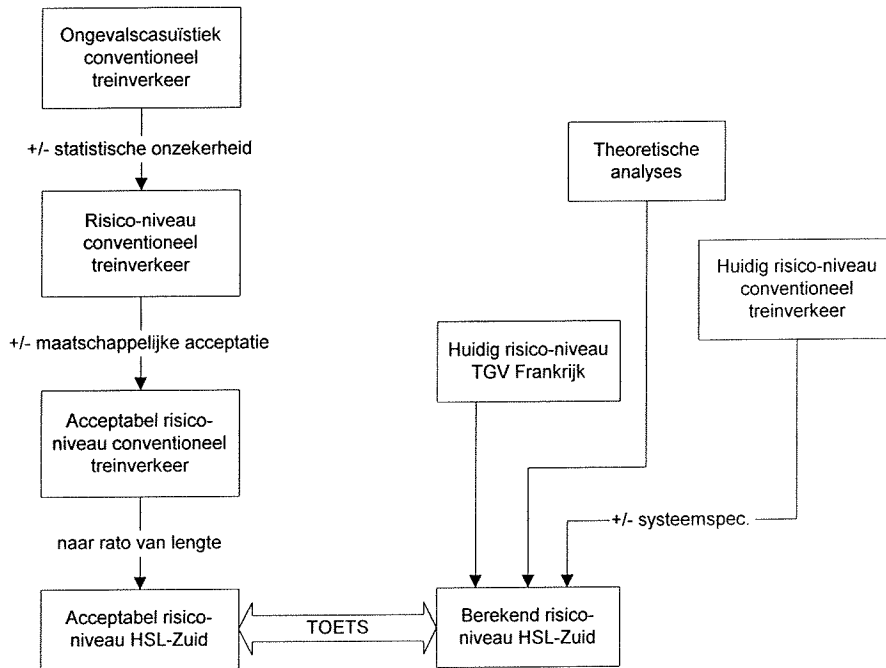 Ongevalscasuïstiek
conventioneel
treinverkeer
+/- statistische onzekerheid
Risico-niveau
conventioneel
treinverkeer
+/- maatschappelijke acceptatie
Acceptabel risico-
niveau conventioneel
treinverkeer
naar rato van lengte
Acceptabel risico-
niveau HSL-Zuid
TOETS
Theoretische
analyses
Huidig risico-niveau
conventioneel
treinverkeer
Huidig risico-niveau
TGV Frankrijk
+/- systeemspec.
Berekend risico-
niveau HSL-Zuid